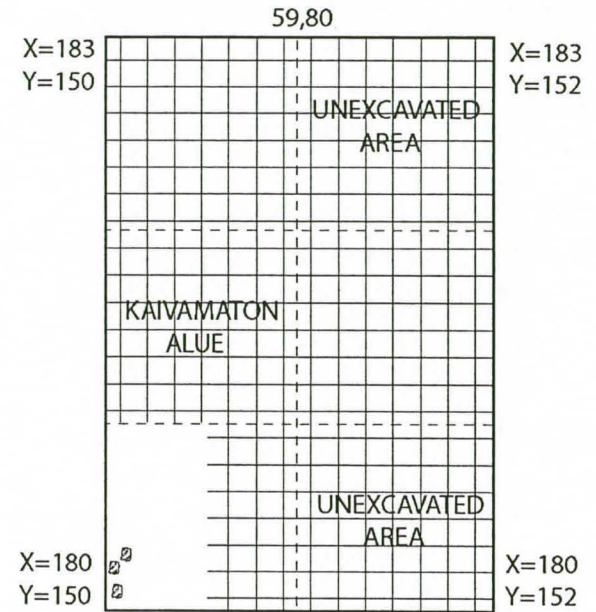 59,80
X=183
Y=150
X=183
Y=152
UNEXCAVATED
AREA
KAIVAMATON
ALUE
UNEXCAVATED
AREA
X=180
Y=150
X=180
Y=152